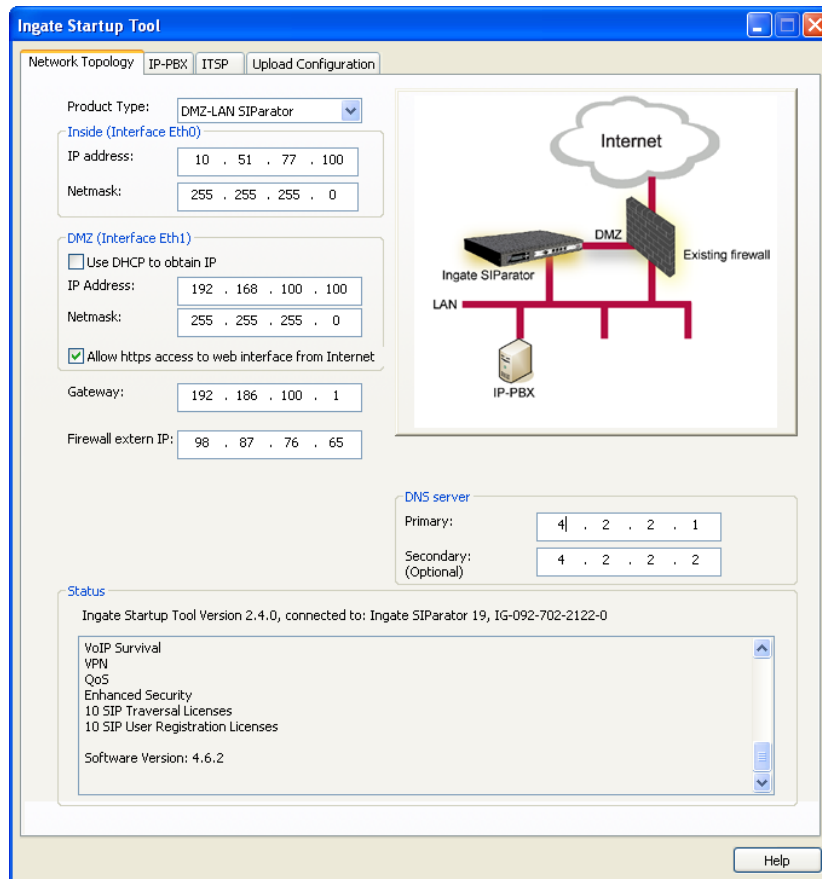 Ingate Startup Tool
Network Topology IP-PBX ITSP Upload Configuration
Product Type: DMZ-LAN SIParator
Inside (Interface Eth0)
IP address: 10 . 51 . 77 . 100
Netmask: 255 . 255 . 255 . 0
DMZ (Interface Eth1)
Use DHCP to obtain IP
IP Address: 192 . 168 . 100 . 100
Netmask: 255 . 255 . 255 . 0
Allow https access to web interface from Internet
Gateway: 192 . 186 . 100 . 1
Firewall extern IP: 98 . 87 . 76 . 65
Internet
DMZ
Existing firewall
Ingate SIParator
LAN
IP-PBX
DNS server
Primary: 4 . 2 . 2 . 1
Secondary: 4 . 2 . 2 . 2
(Optional)
Status
Ingate Startup Tool Version 2.4.0, connected to: Ingate SIParator 19, IG-092-702-2122-0
VoIP Survival
VPN
QoS
Enhanced Security
10 SIP Traversal Licenses
10 SIP User Registration Licenses
Software Version: 4.6.2
Help